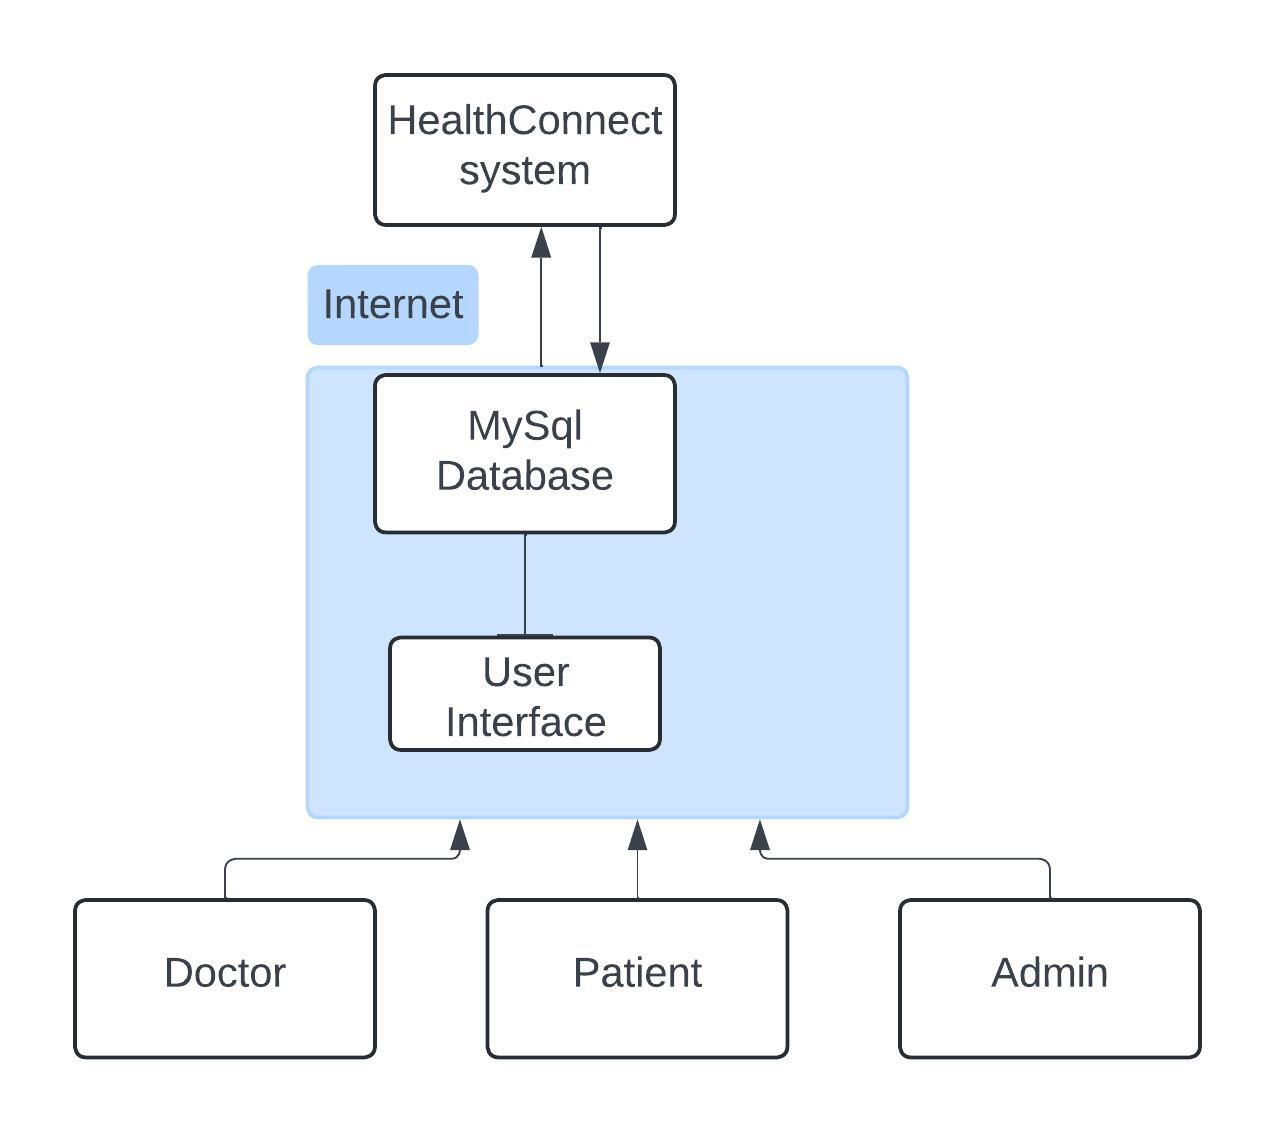 HealthConnect
system
Internet
MySql
Database
User
Interface
Doctor
Patient
Admin